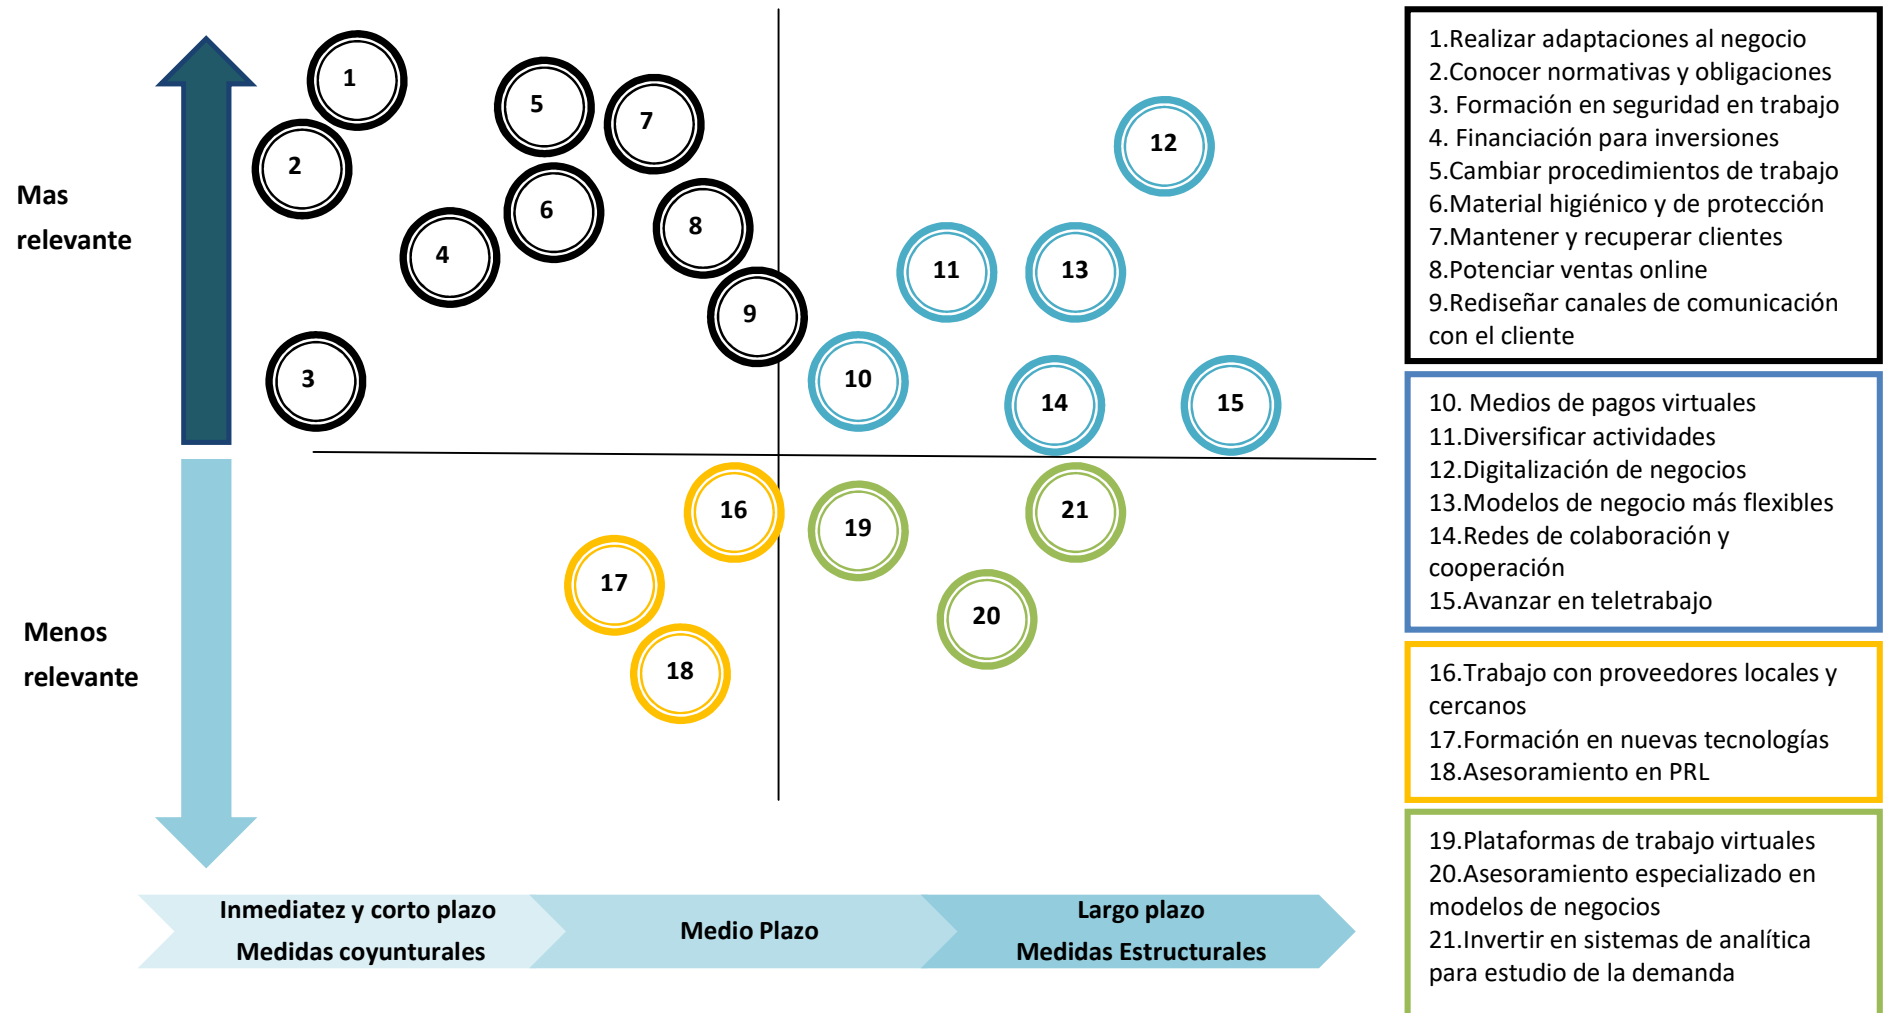 Mas
relevante
Menos
relevante
1
2
3
4
5
6
7
8
9
10
11
12
13
14
15
16
17
18
19
20
21
Inmediatez y corto plazo
Medidas coyunturales
Medio Plazo
Largo plazo
Medidas Estructurales
1.Realizar adaptaciones al negocio
2.Conocer normativas y obligaciones
3. Formación en seguridad en trabajo
4. Financiación para inversiones
5.Cambiar procedimientos de trabajo
6.Material higiénico y de protección
7.Mantener y recuperar clientes
8.Potenciar ventas online
9.Rediseñar canales de comunicación
con el cliente
10. Medios de pagos virtuales
11.Diversificar actividades
12.Digitalización de negocios
13.Modelos de negocio más flexibles
14.Redes de colaboración y
cooperación
15.Avanzar en teletrabajo
16.Trabajo con proveedores locales y
cercanos
17.Formación en nuevas tecnologías
18.Asesoramiento en PRL
19.Plataformas de trabajo virtuales
20.Asesoramiento especializado en
modelos de negocios
21.Invertir en sistemas de analítica
para estudio de la demanda